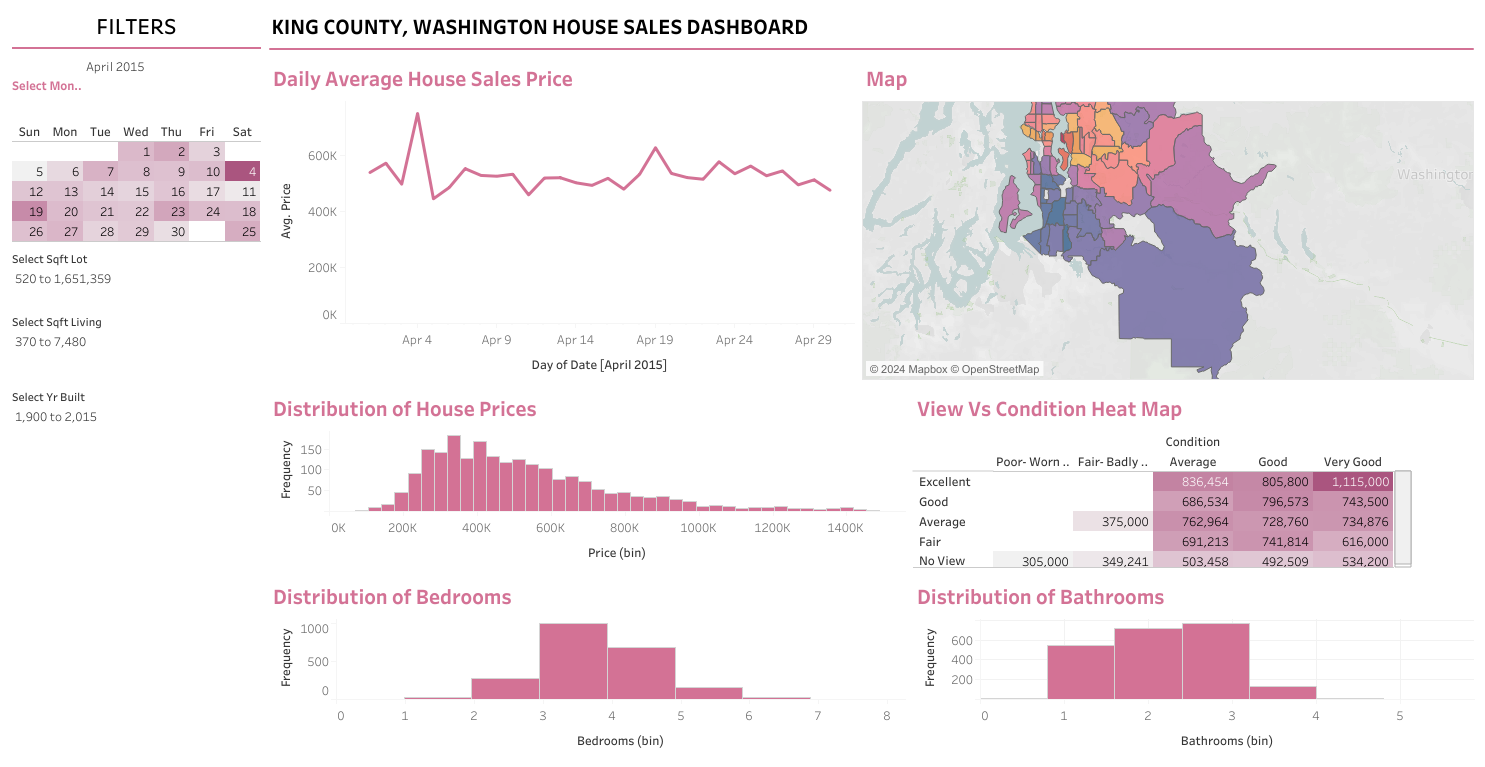 FILTERS
KING COUNTY, WASHINGTON HOUSE SALES DASHBOARD
April 2015
Select Mon..
Sun Mon Tue Wed Thu Fri Sat
1 2 3
5 6 7 8 9 10 4
12 13 14 15 16 17 11
19 20 21 22 23 24 18
26 27 28 29 30 25
Select Sqft Lot
520 to 1,651,359
Select Sqft Living
370 to 7,480
Select Yr Built
1,900 to 2,015
Daily Average House Sales Price
Avg. Price
600K
400K
200K
0K
Apr 4 Apr 9 Apr 14 Apr 19 Apr 24 Apr 29
Day of Date [April 2015]
Map
Washington
© 2024 Mapbox © OpenStreetMap
Distribution of House Prices
Frequency
150
100
50
0K 200K 400K 600K 800K 1000K 1200K 1400K
Price (bin)
View Vs Condition Heat Map
Condition
Poor- Worn .. Fair- Badly .. Average Good Very Good
Excellent 836,454 805,800 1,115,000
Good 686,534 796,573 743,500
Average 375,000 762,964 728,760 734,876
Fair 691,213 741,814 616,000
No View 305,000 349,241 503,458 492,509 534,200
Distribution of Bedrooms
Frequency
1000
500
0
0 1 2 3 4 5 6 7 8
Bedrooms (bin)
Distribution of Bathrooms
Frequency
600
400
200
0 1 2 3 4 5
Bathrooms (bin)